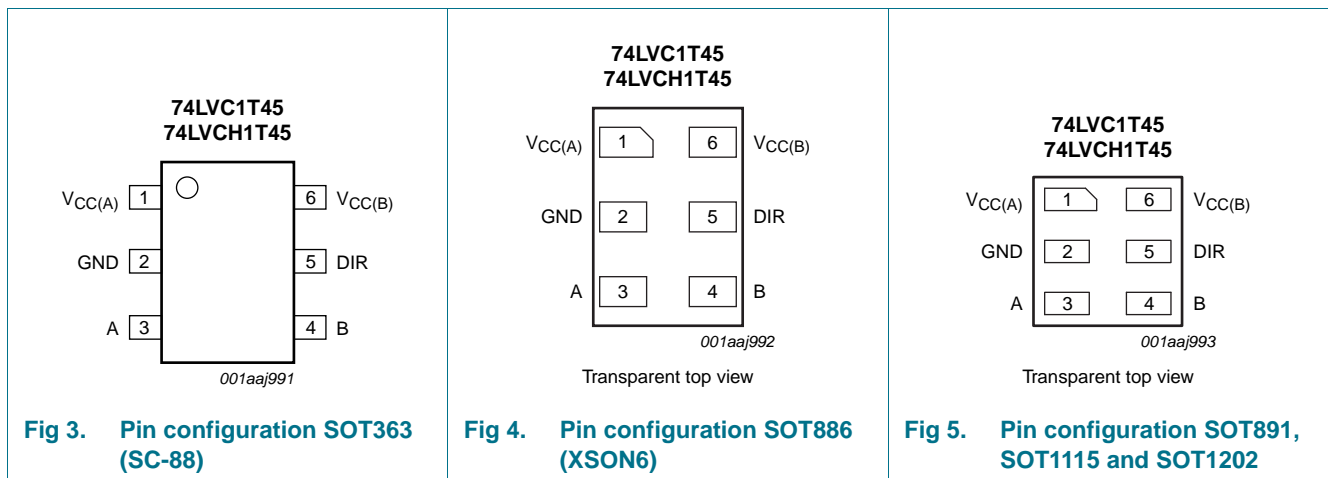 74LVC1T45
74LVCH1T45
VCC(A) 1 6 VCC(B)
GND 2 5 DIR
A 3 4 B
001aaj991
Fig 3. Pin configuration SOT363
(SC-88)
74LVC1T45
74LVCH1T45
VCC(A) 1 6 VCC(B)
GND 2 5 DIR
A 3 4 B
001aaj992
Transparent top view
Fig 4. Pin configuration SOT886
(XSON6)
74LVC1T45
74LVCH1T45
VCC(A) 1 6 VCC(B)
GND 2 5 DIR
A 3 4 B
001aaj993
Transparent top view
Fig 5. Pin configuration SOT891,
SOT1115 and SOT1202